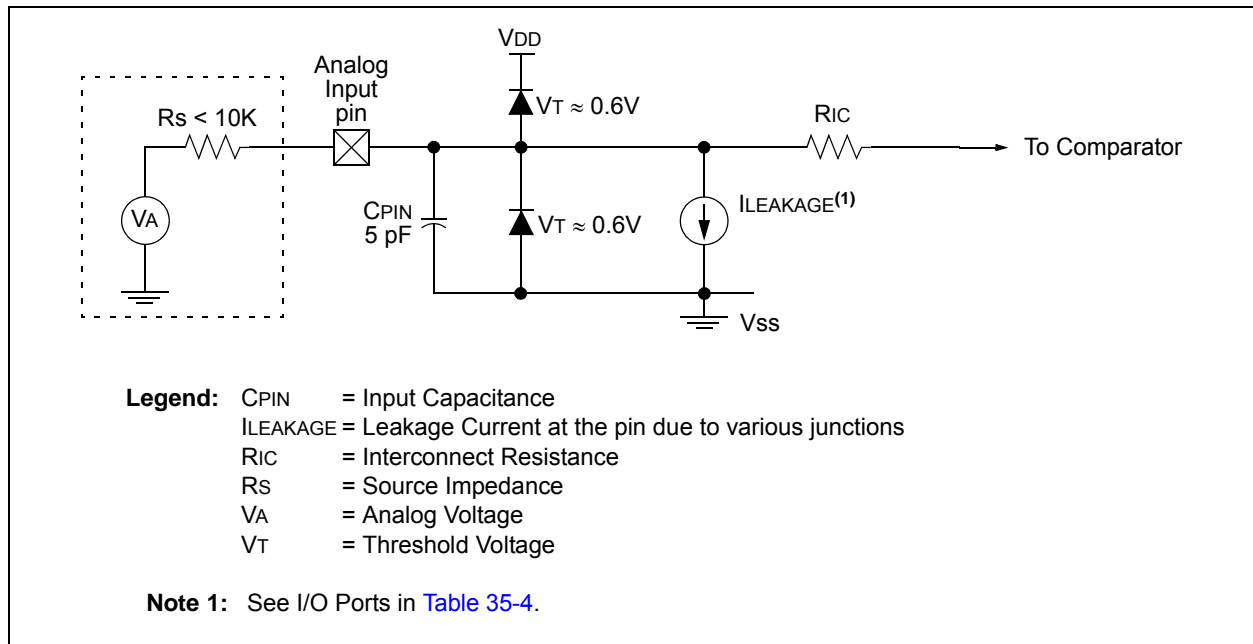 VDD
Analog
Input
pin
Rs < 10K
VT ≈ 0.6V
RIC
To Comparator
VA
CPIN
5 pF
VT ≈ 0.6V
ILEAKAGE(1)
Vss
Legend: CPIN = Input Capacitance
ILEAKAGE = Leakage Current at the pin due to various junctions
RIC = Interconnect Resistance
RS = Source Impedance
VA = Analog Voltage
VT = Threshold Voltage
Note 1: See I/O Ports in Table 35-4.